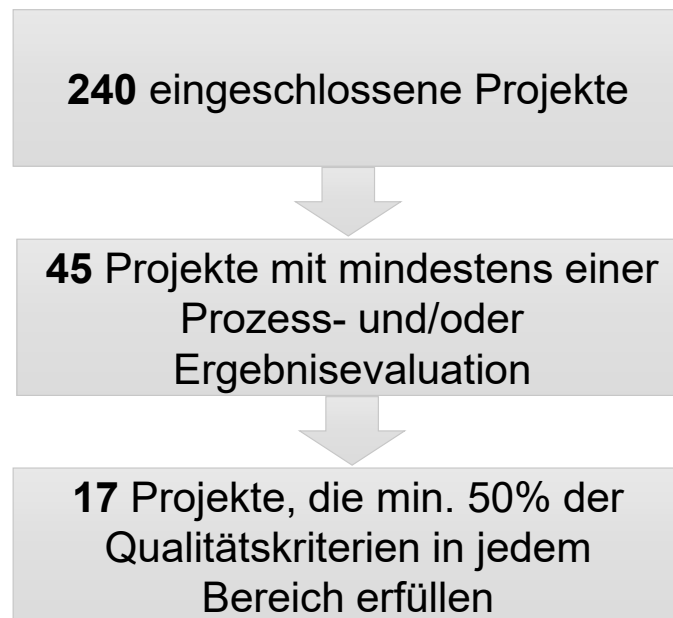 240 eingeschlossene Projekte
45 Projekte mit mindestens einer
Prozess- und/oder
Ergebnisevaluation
17 Projekte, die min. 50% der
Qualitätskriterien in jedem
Bereich erfüllen